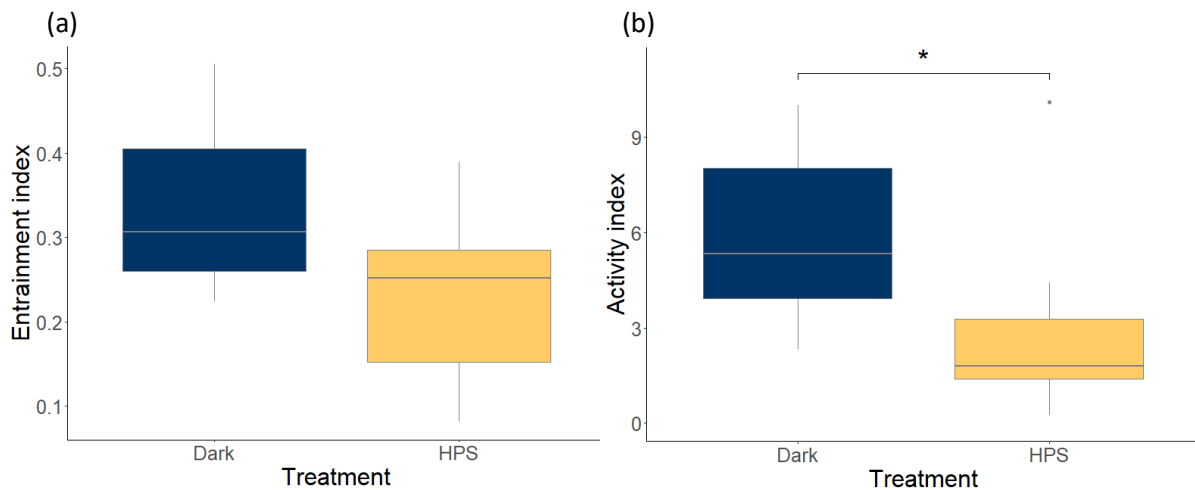 (a)
Entrainment index
0.5
0.4
0.3
0.2
0.1
Dark HPS
Treatment
(b)
*
Activity index
9
6
3
0
Dark HPS
Treatment